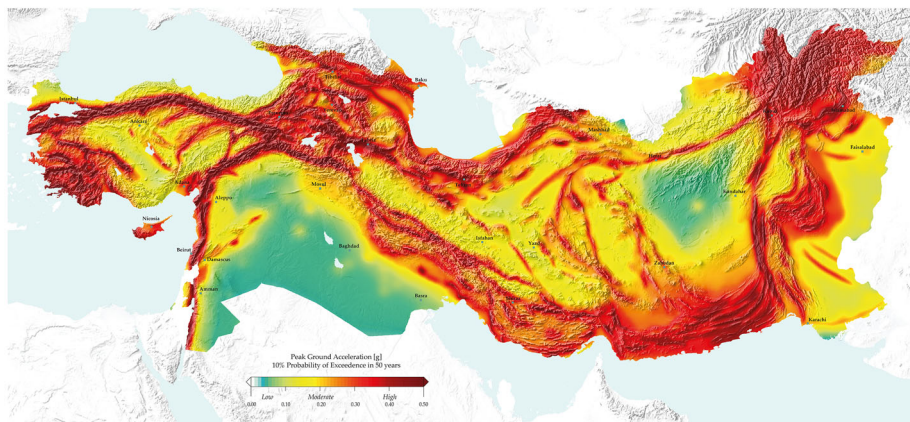 Istanbul
Ankara
Tbilisi
Baku
Mashhad
Faisalabad
Kandahar
Aleppo
Mosul
Nicosia
Beirut
Damascus
Baghdad
Isfahan
Yazd
Zahedan
Amman
Basra
Karachi
Peak Ground Acceleration [g]
10% Probability of Exceedence in 50 years
Low Moderate High
0.00 0.10 0.20 0.30 0.40 0.50